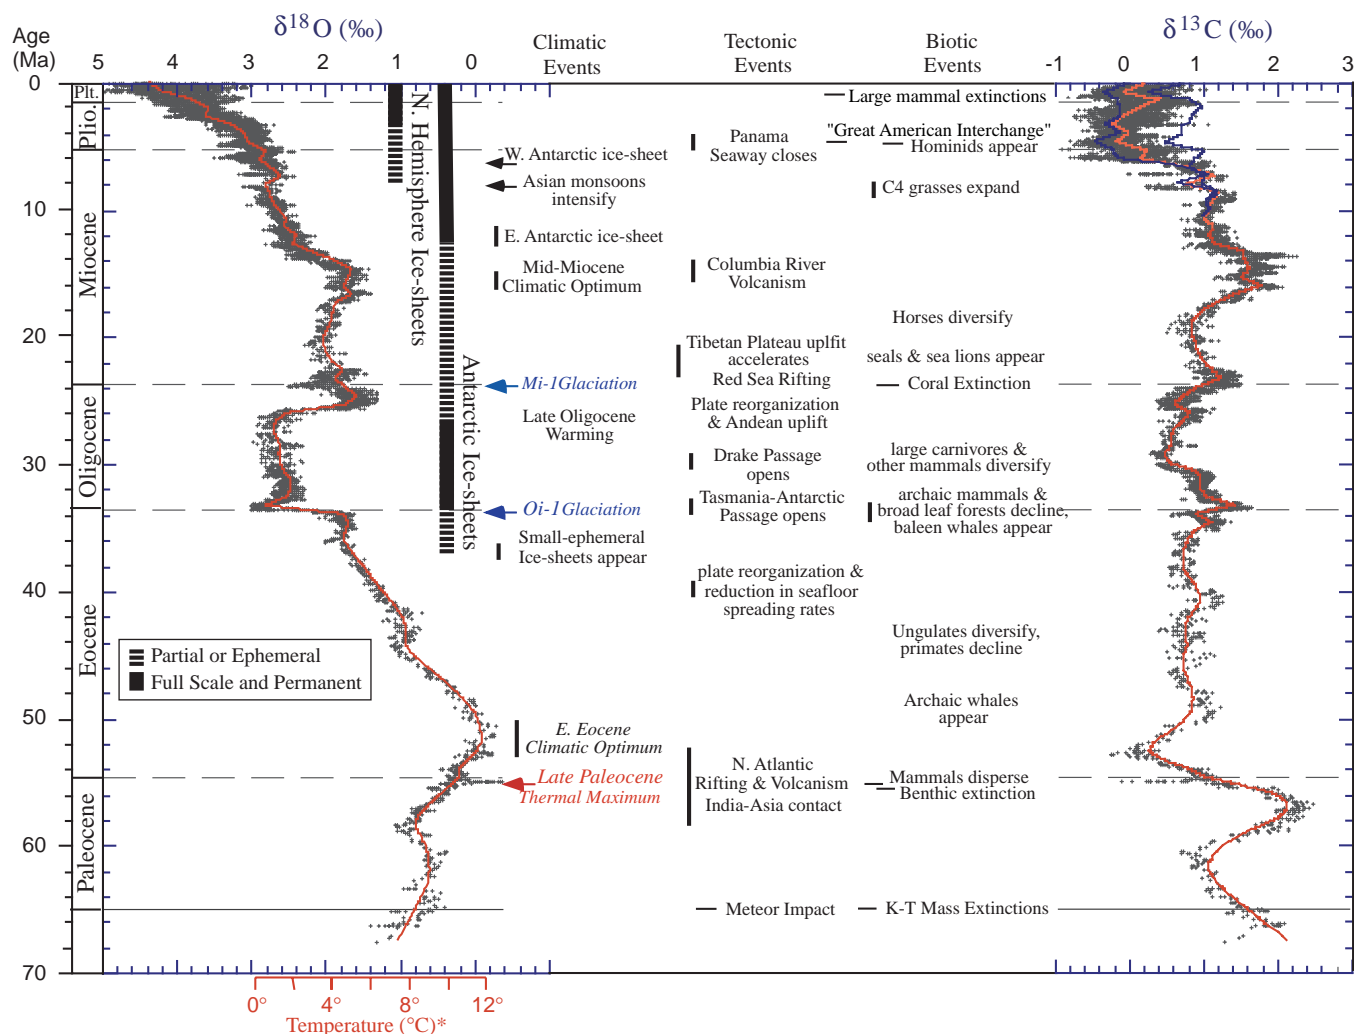 δ18O (‰)
δ13C (‰)
Age
(Ma)
5 4 3 2 1 0
Climatic
Events
Tectonic
Events
Biotic
Events
-1 0 1 2 3
0
10
20
30
40
50
60
70
Plt.
Plio.
Miocene
Oligocene
Eocene
Paleocene
N. Hemisphere Ice-sheets
Antarctic Ice-sheets
Partial or Ephemeral
Full Scale and Permanent
W. Antarctic ice-sheet
Asian monsoons
intensify
E. Antarctic ice-sheet
Mid-Miocene
Climatic Optimum
Mi-1Glaciation
Late Oligocene
Warming
Oi-1Glaciation
Small-ephemeral
Ice-sheets appear
E. Eocene
Climatic Optimum
Late Paleocene
Thermal Maximum
Panama
Seaway closes
Columbia River
Volcanism
Tibetan Plateau uplfit
accelerates
Red Sea Rifting
Plate reorganization
& Andean uplift
Drake Passage
opens
Tasmania-Antarctic
Passage opens
plate reorganization &
reduction in seafloor
spreading rates
N. Atlantic
Rifting & Volcanism
India-Asia contact
Meteor Impact
Large mammal extinctions
"Great American Interchange"
Hominids appear
C4 grasses expand
Horses diversify
seals & sea lions appear
Coral Extinction
large carnivores &
other mammals diversify
archaic mammals &
broad leaf forests decline,
baleen whales appear
Ungulates diversify,
primates decline
Archaic whales
appear
Mammals disperse
Benthic extinction
K-T Mass Extinctions
0° 4° 8° 12°
Temperature (°C)*